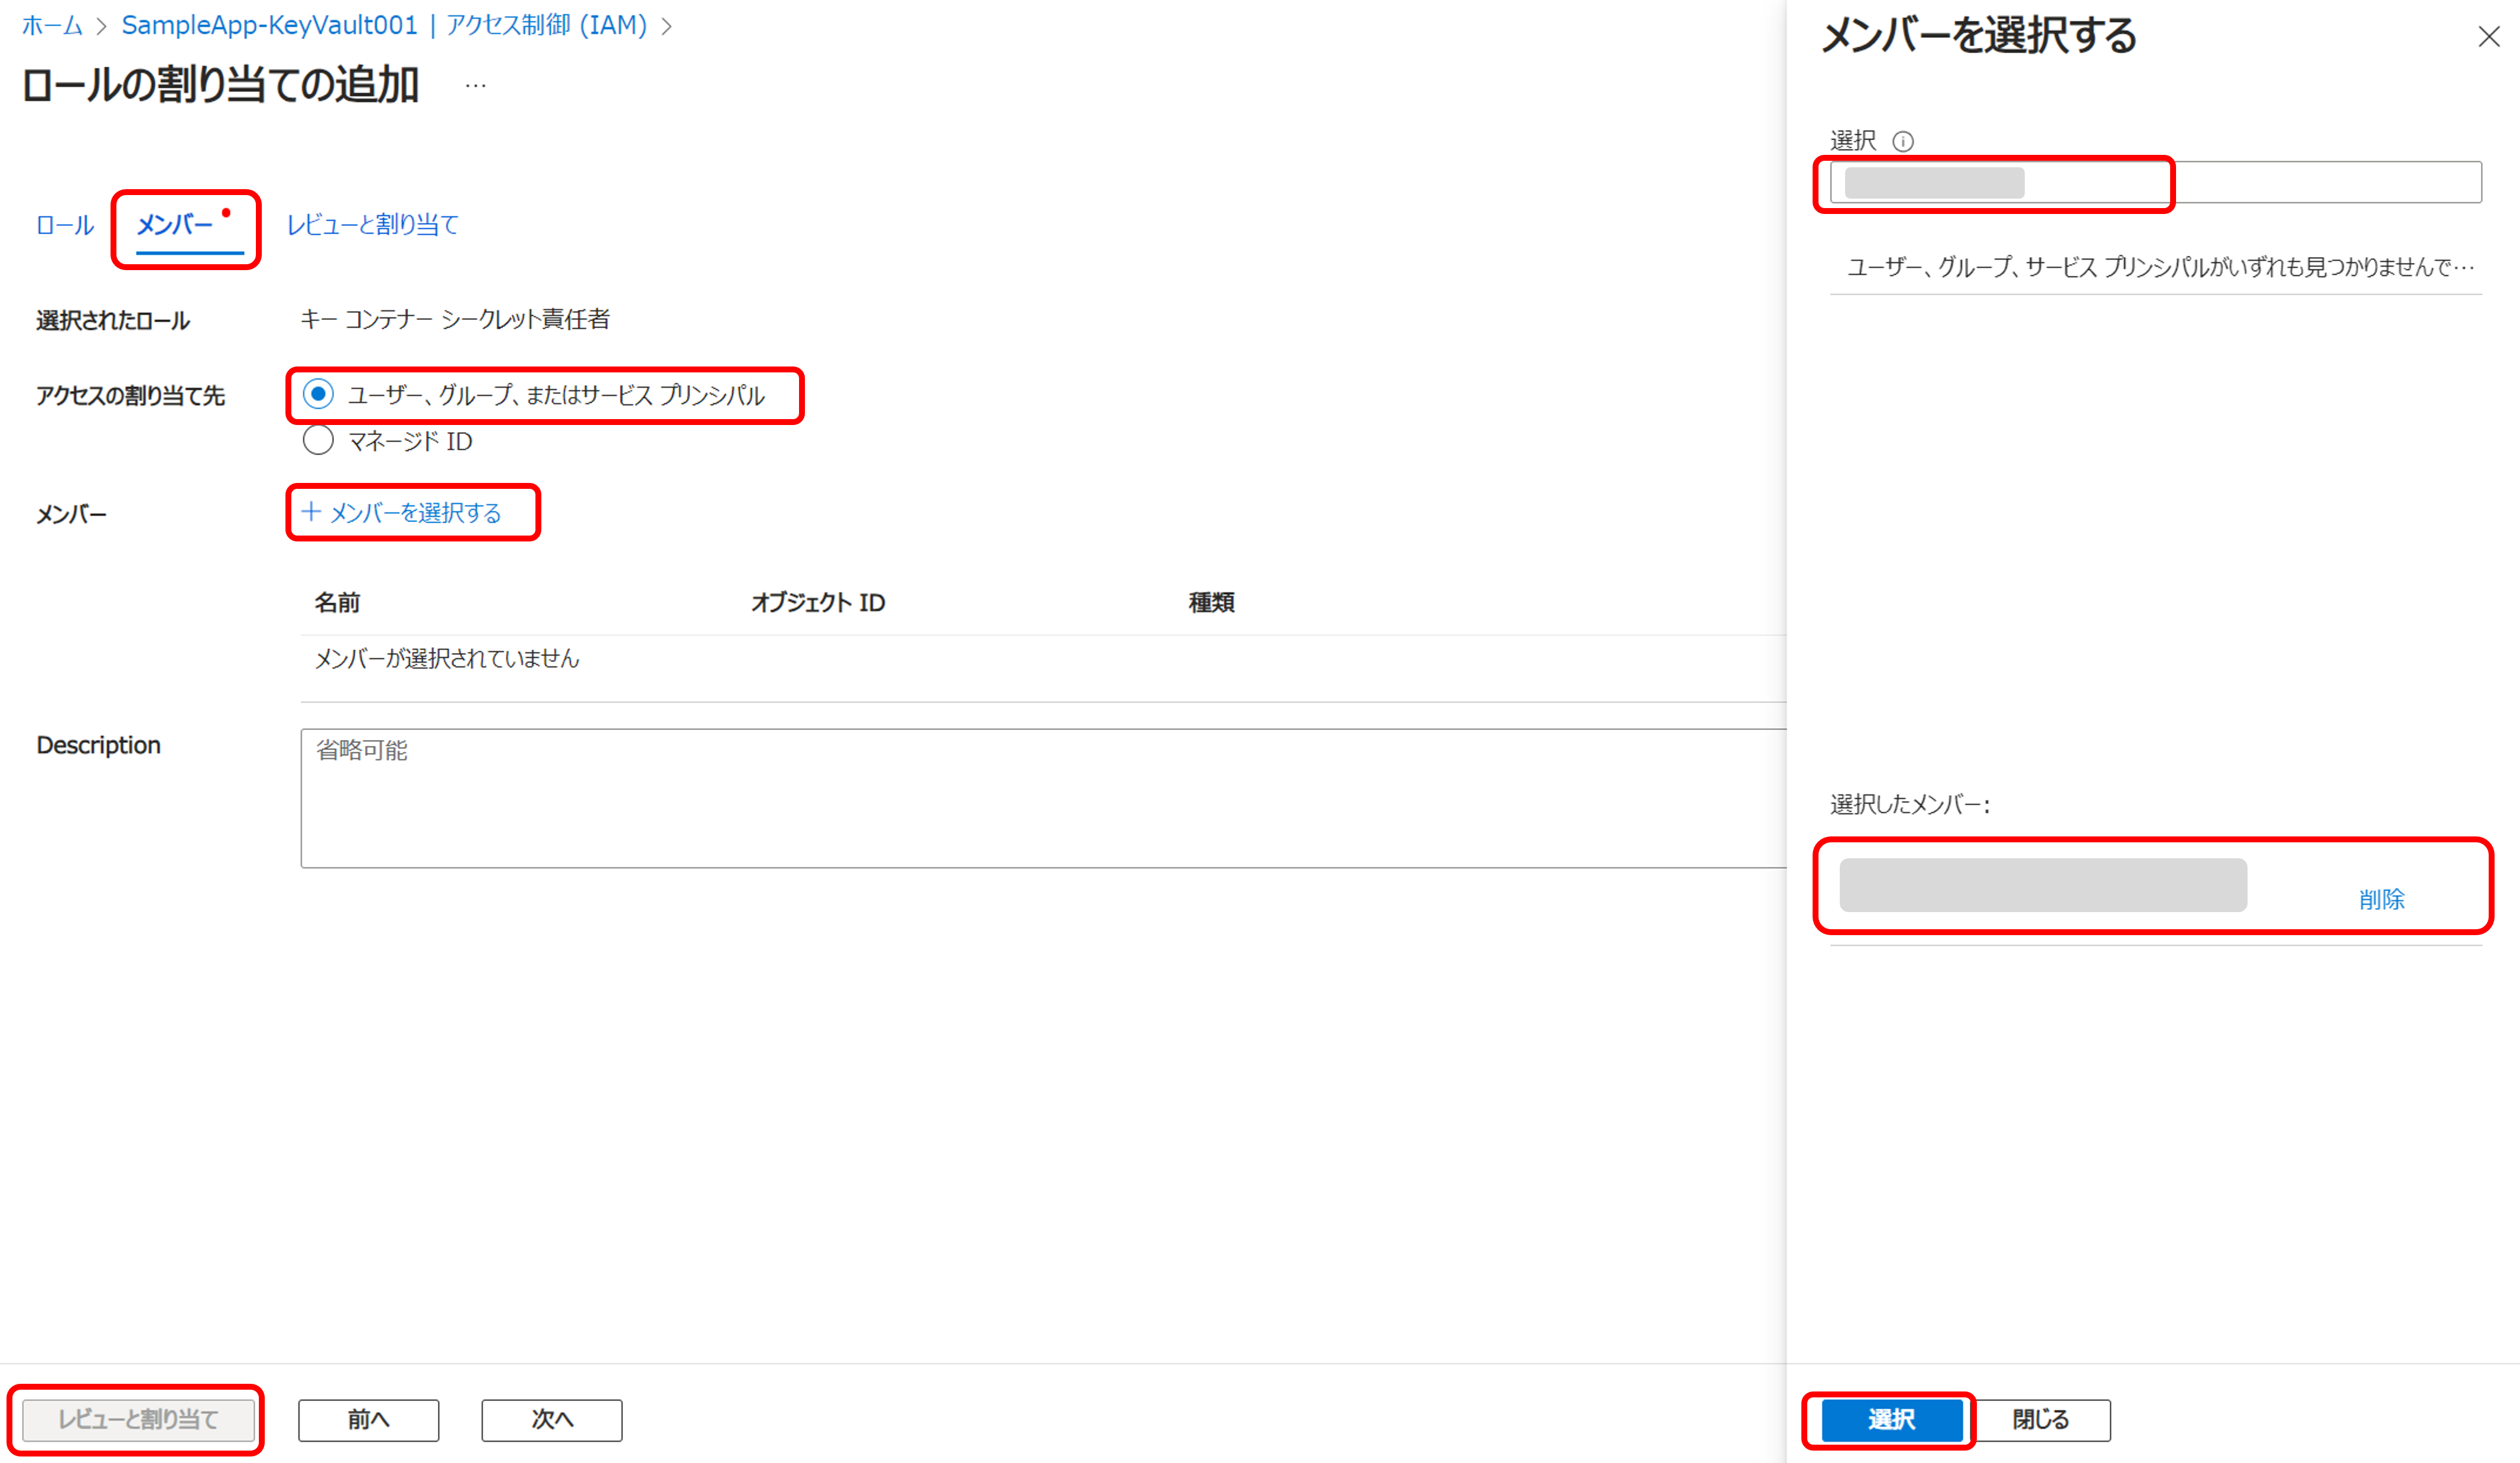 ホーム > SampleApp-KeyVault001 | アクセス制御 (IAM) >
ロールの割り当ての追加 …
ロール メンバー レビューと割り当て
選択されたロール キー コンテナー シークレット責任者
アクセスの割り当て先 ユーザー、グループ、またはサービス プリンシパル
マネージド ID
メンバー + メンバーを選択する
名前 オブジェクト ID 種類
メンバーが選択されていません
Description 省略可能
レビューと割り当て 前へ 次へ
メンバーを選択する
選択
ユーザー、グループ、サービス プリンシパルがいずれも見つかりませんで…
選択したメンバー:
削除
選択 閉じる